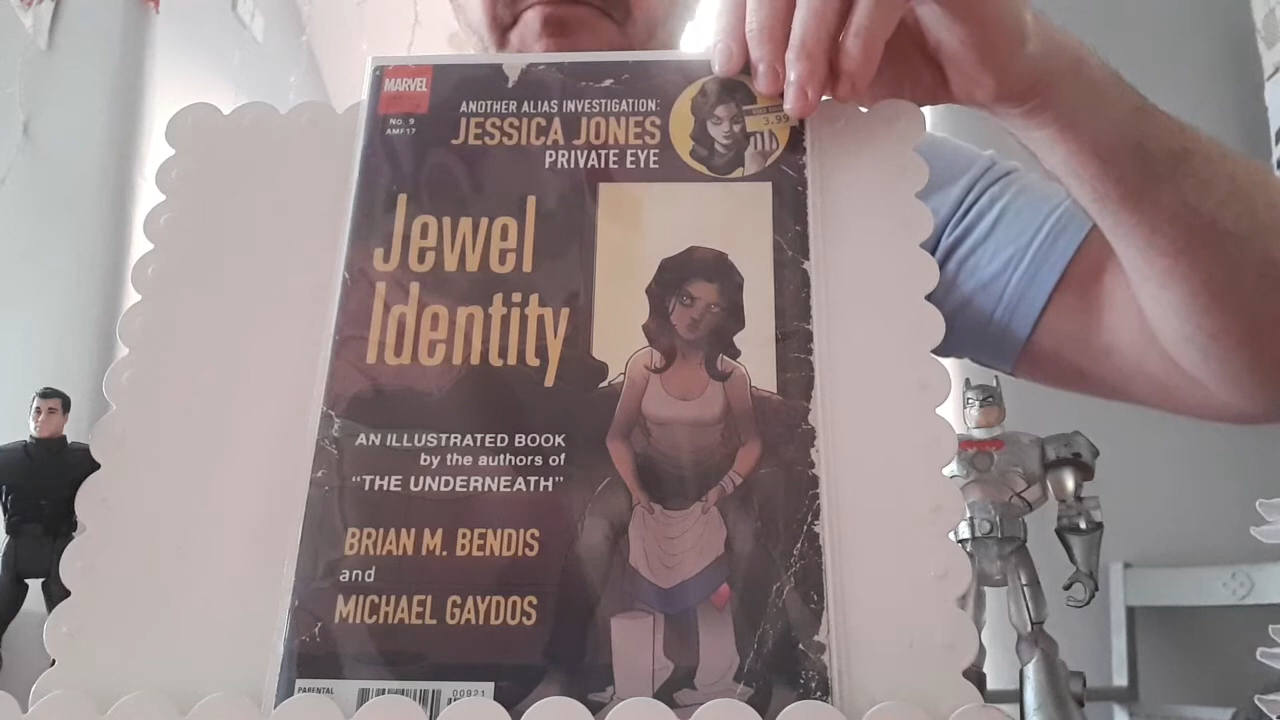 MARVEL
No. 9
AMF17
ANOTHER ALIAS INVESTIGATION:
JESSICA JONES
PRIVATE EYE
3.99
Jewel
Identity
AN ILLUSTRATED BOOK
by the authors of
"THE UNDERNEATH"
BRIAN M. BENDIS
and
MICHAEL GAYDOS
PARENTAL
00921